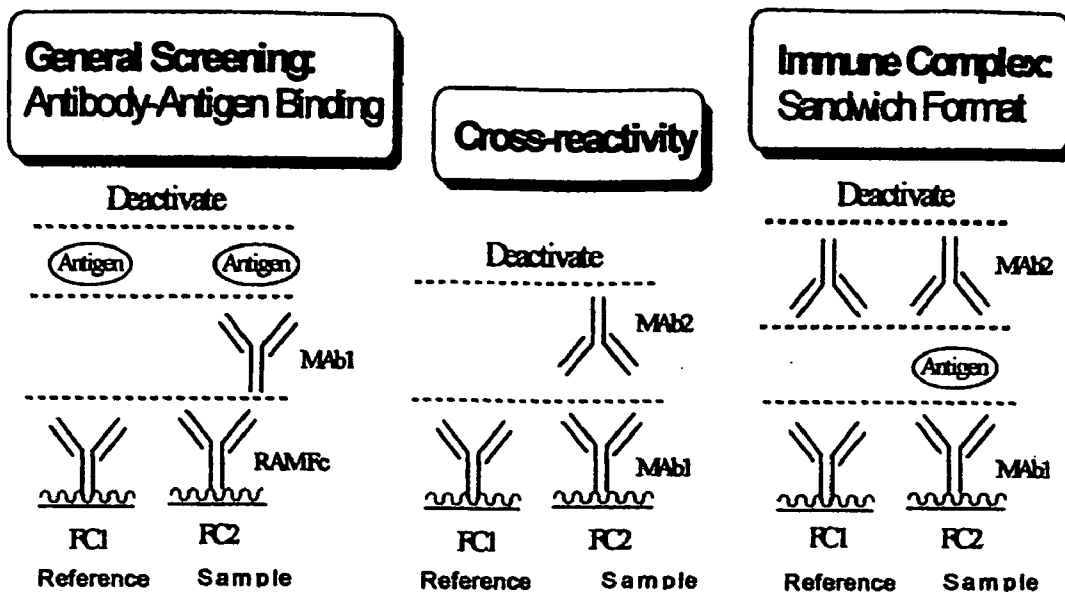 General Screening:
Antibody-Antigen Binding
Deactivate
Antigen
Antigen
MAb1
RAMFc
FC1
FC2
Reference
Sample
Cross-reactivity
Deactivate
MAb2
MAb1
FC1
FC2
Reference
Sample
Immune Complex:
Sandwich Format
Deactivate
MAb2
Antigen
MAb1
FC1
FC2
Reference
Sample